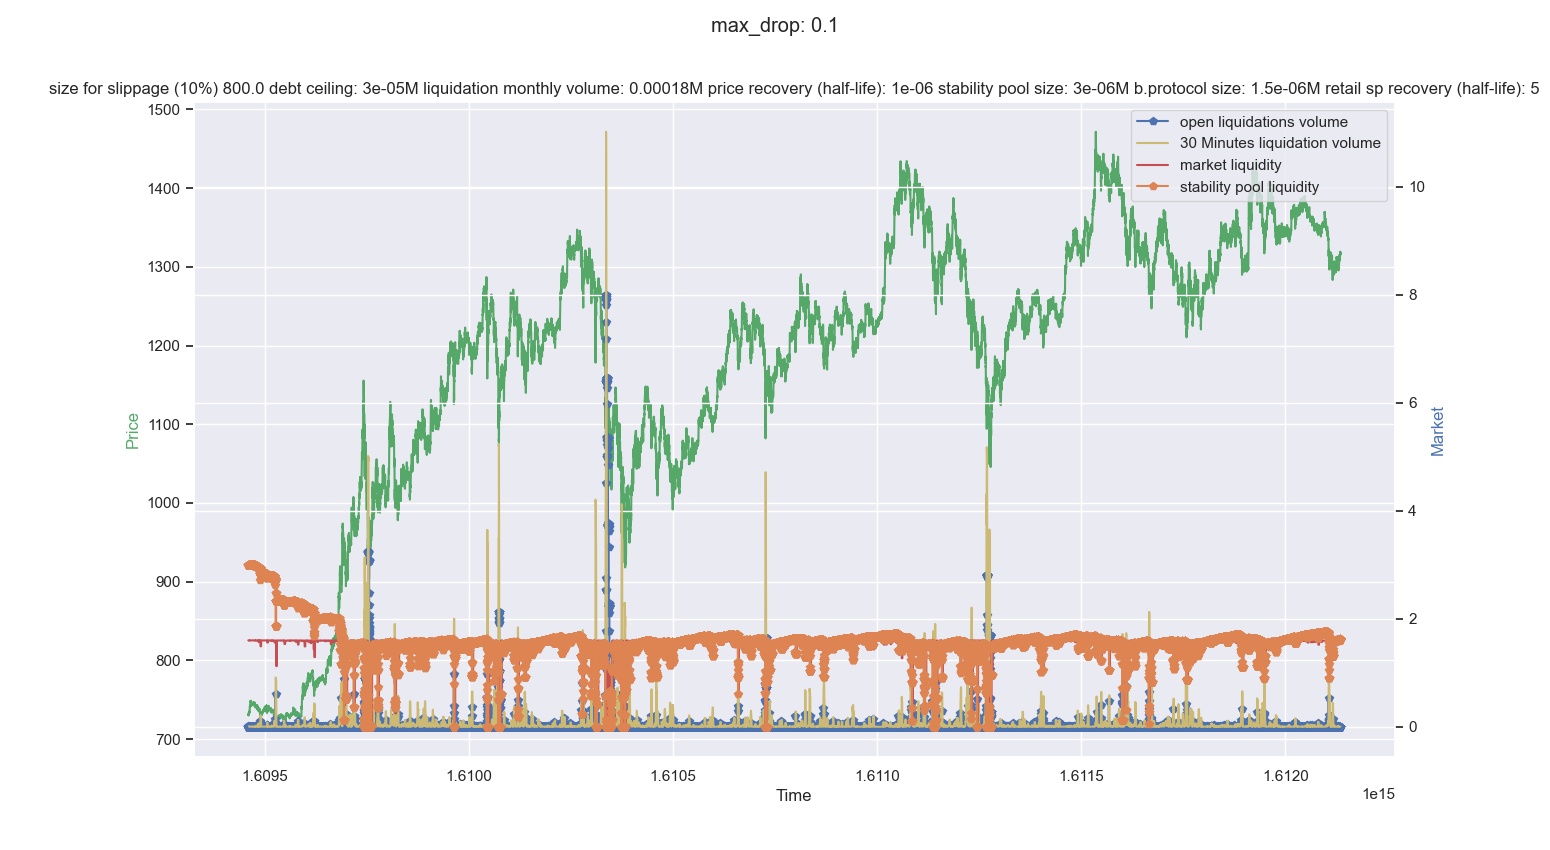 max_drop: 0.1
size for slippage (10%) 800.0 debt ceiling: 3e-05M liquidation monthly volume: 0.00018M price recovery (half-life): 1e-06 stability pool size: 3e-06M b.protocol size: 1.5e-06M retail sp recovery (half-life): 5
open liquidations volume
30 Minutes liquidation volume
market liquidity
stability pool liquidity
1500
1400
1300
1200
1100
1000
900
800
700
Price
10
8
6
4
2
0
Market
1.6095
1.6100
1.6105
1.6110
1.6115
1.6120
Time
1e15